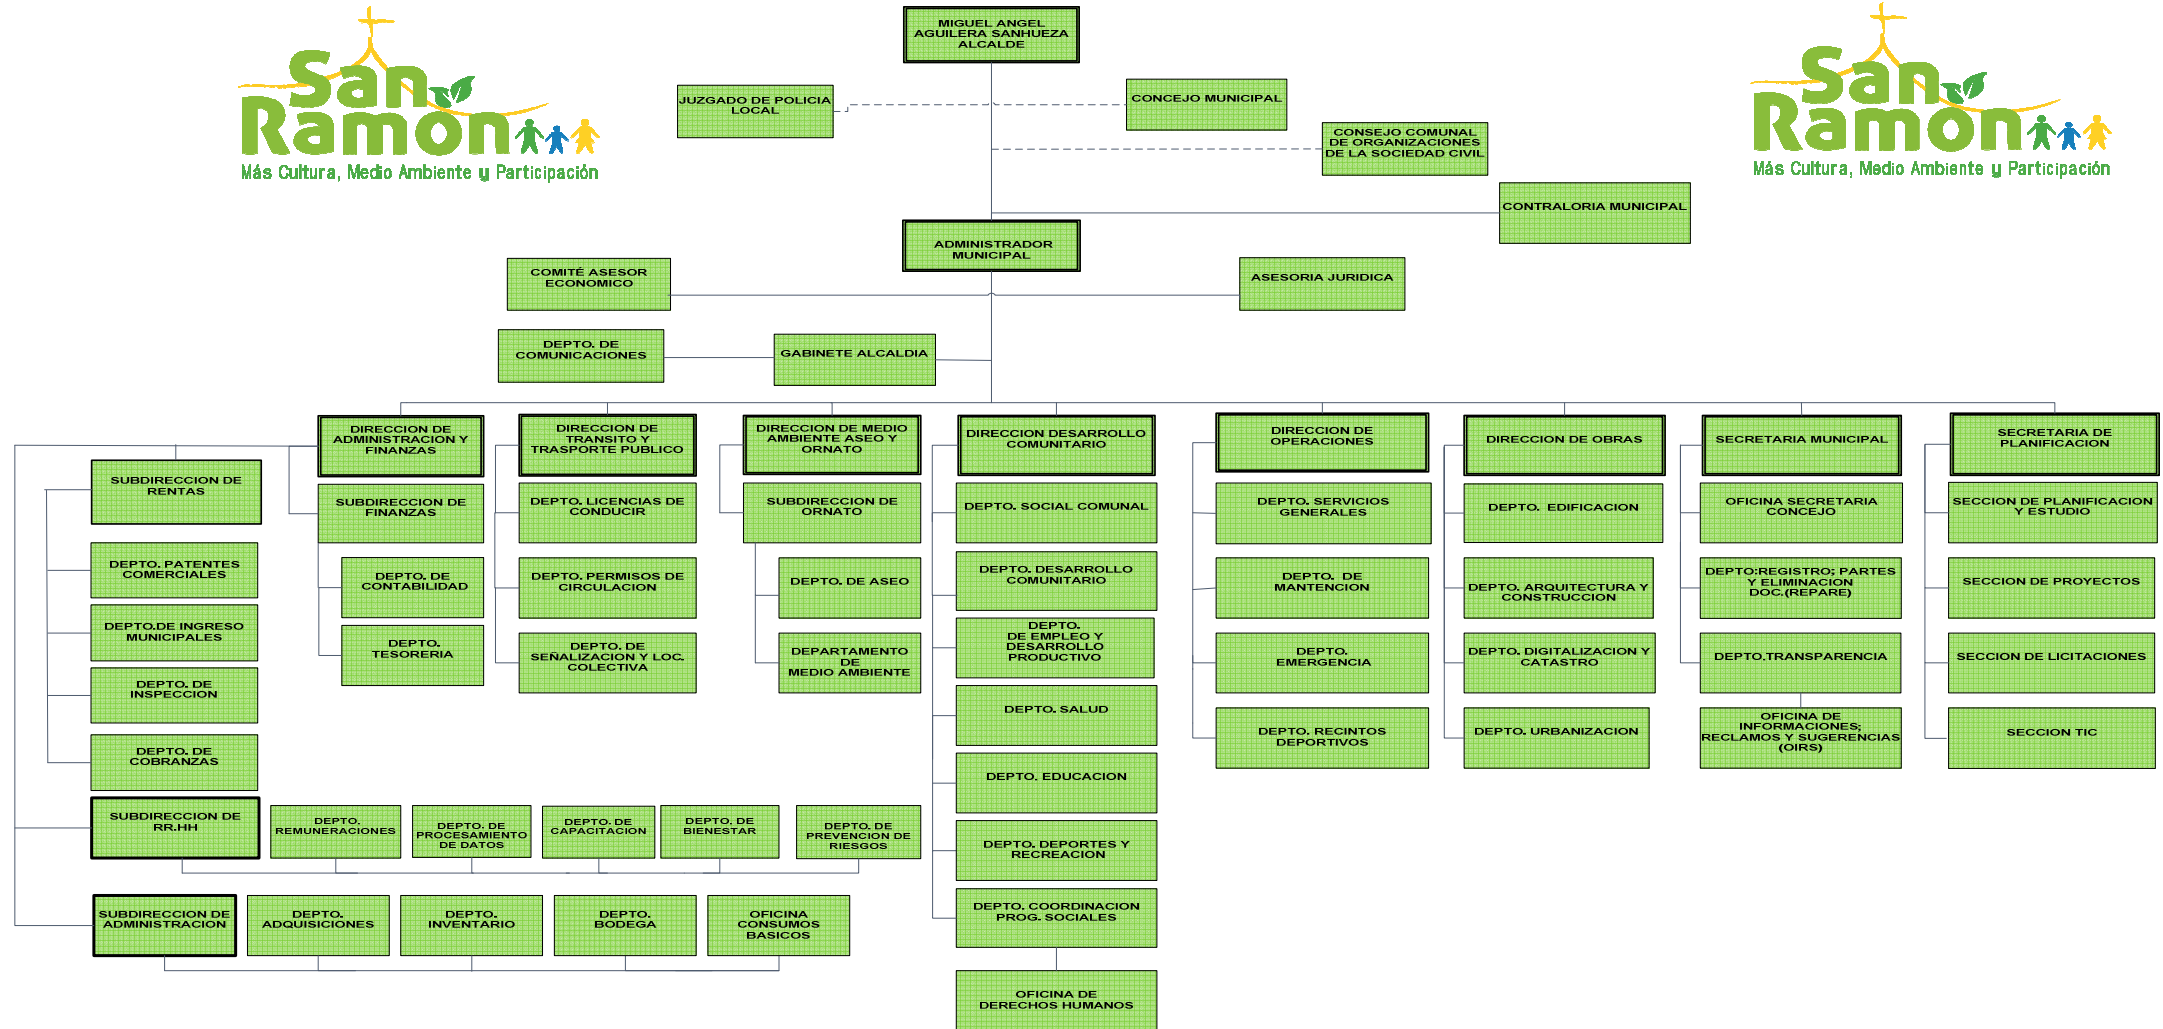 San
Ramón
Más Cultura, Medio Ambiente y Participación
MIGUEL ANGEL
AGUILERA SANHUEZA
ALCALDE
San
Ramón
Más Cultura, Medio Ambiente y Participación
JUZGADO DE POLICIA
LOCAL
CONCEJO MUNICIPAL
CONSEJO COMUNAL
DE ORGANIZACIONES
DE LA SOCIEDAD CIVIL
CONTRALORIA MUNICIPAL
ADMINISTRADOR
MUNICIPAL
COMITÉ ASESOR
ECONOMICO
ASESORIA JURIDICA
DEPTO. DE
COMUNICACIONES
GABINETE ALCALDIA
DIRECCION DE
ADMINISTRACION Y
FINANZAS
SUBDIRECCION DE
RENTAS
DEPTO. PATENTES
COMERCIALES
DEPTO.DE INGRESO
MUNICIPALES
DEPTO. DE
INSPECCION
DEPTO. DE
COBRANZAS
SUBDIRECCION DE
FINANZAS
DEPTO. DE
CONTABILIDAD
DEPTO.
TESORERIA
SUBDIRECCION DE
RR.HH
DEPTO.
REMUNERACIONES
DEPTO. DE
PROCESAMIENTO
DE DATOS
DEPTO. DE
CAPACITACION
DEPTO. DE
BIENESTAR
DEPTO. DE
PREVENCION DE
RIESGOS
SUBDIRECCION DE
ADMINISTRACION
DEPTO.
ADQUISICIONES
DEPTO.
INVENTARIO
DEPTO.
BODEGA
OFICINA
CONSUMOS
BASICOS
DIRECCION DE
TRANSITO Y
TRASPORTE PUBLICO
DEPTO. LICENCIAS DE
CONDUCIR
DEPTO. PERMISOS DE
CIRCULACION
DEPTO. DE
SEÑALIZACION Y LOC.
COLECTIVA
DIRECCION DE MEDIO
AMBIENTE ASEO Y
ORNATO
SUBDIRECCION DE
ORNATO
DEPTO. DE ASEO
DEPARTAMENTO
DE
MEDIO AMBIENTE
DIRECCION DESARROLLO
COMUNITARIO
DEPTO. SOCIAL COMUNAL
DEPTO. DESARROLLO
COMUNITARIO
DEPTO.
DE EMPLEO Y
DESARROLLO
PRODUCTIVO
DEPTO. SALUD
DEPTO. EDUCACION
DEPTO. DEPORTES Y
RECREACION
DEPTO. COORDINACION
PROG. SOCIALES
OFICINA DE
DERECHOS HUMANOS
DIRECCION DE
OPERACIONES
DEPTO. SERVICIOS
GENERALES
DEPTO. DE
MANTENCION
DEPTO.
EMERGENCIA
DEPTO. RECINTOS
DEPORTIVOS
DIRECCION DE OBRAS
DEPTO. EDIFICACION
DEPTO. ARQUITECTURA Y
CONSTRUCCION
DEPTO. DIGITALIZACION Y
CATASTRO
DEPTO. URBANIZACION
SECRETARIA MUNICIPAL
OFICINA SECRETARIA
CONCEJO
DEPTO:REGISTRO; PARTES
Y ELIMINACION
DOC.(REPARE)
DEPTO.TRANSPARENCIA
OFICINA DE
INFORMACIONES;
RECLAMOS Y SUGERENCIAS
(OIRS)
SECRETARIA DE
PLANIFICACION
SECCION DE PLANIFICACION
Y ESTUDIO
SECCION DE PROYECTOS
SECCION DE LICITACIONES
SECCION TIC